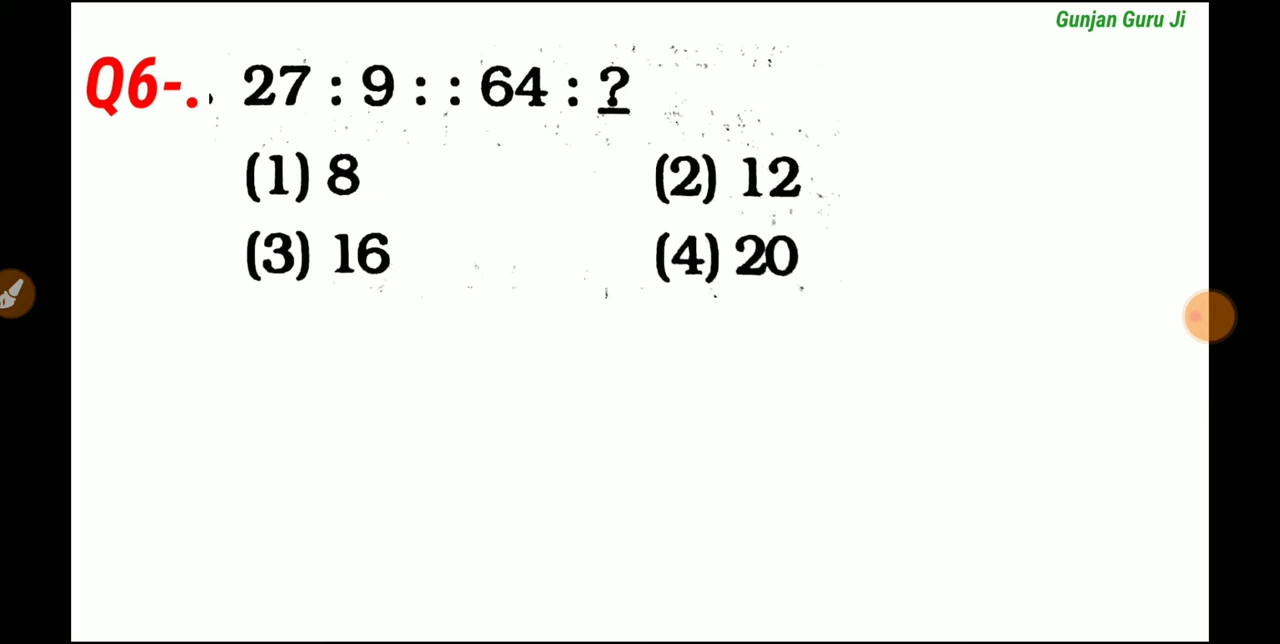 Gunjan Guru Ji
Q6-. 27 : 9 : : 64 : ?
(1) 8 (2) 12
(3) 16 (4) 20